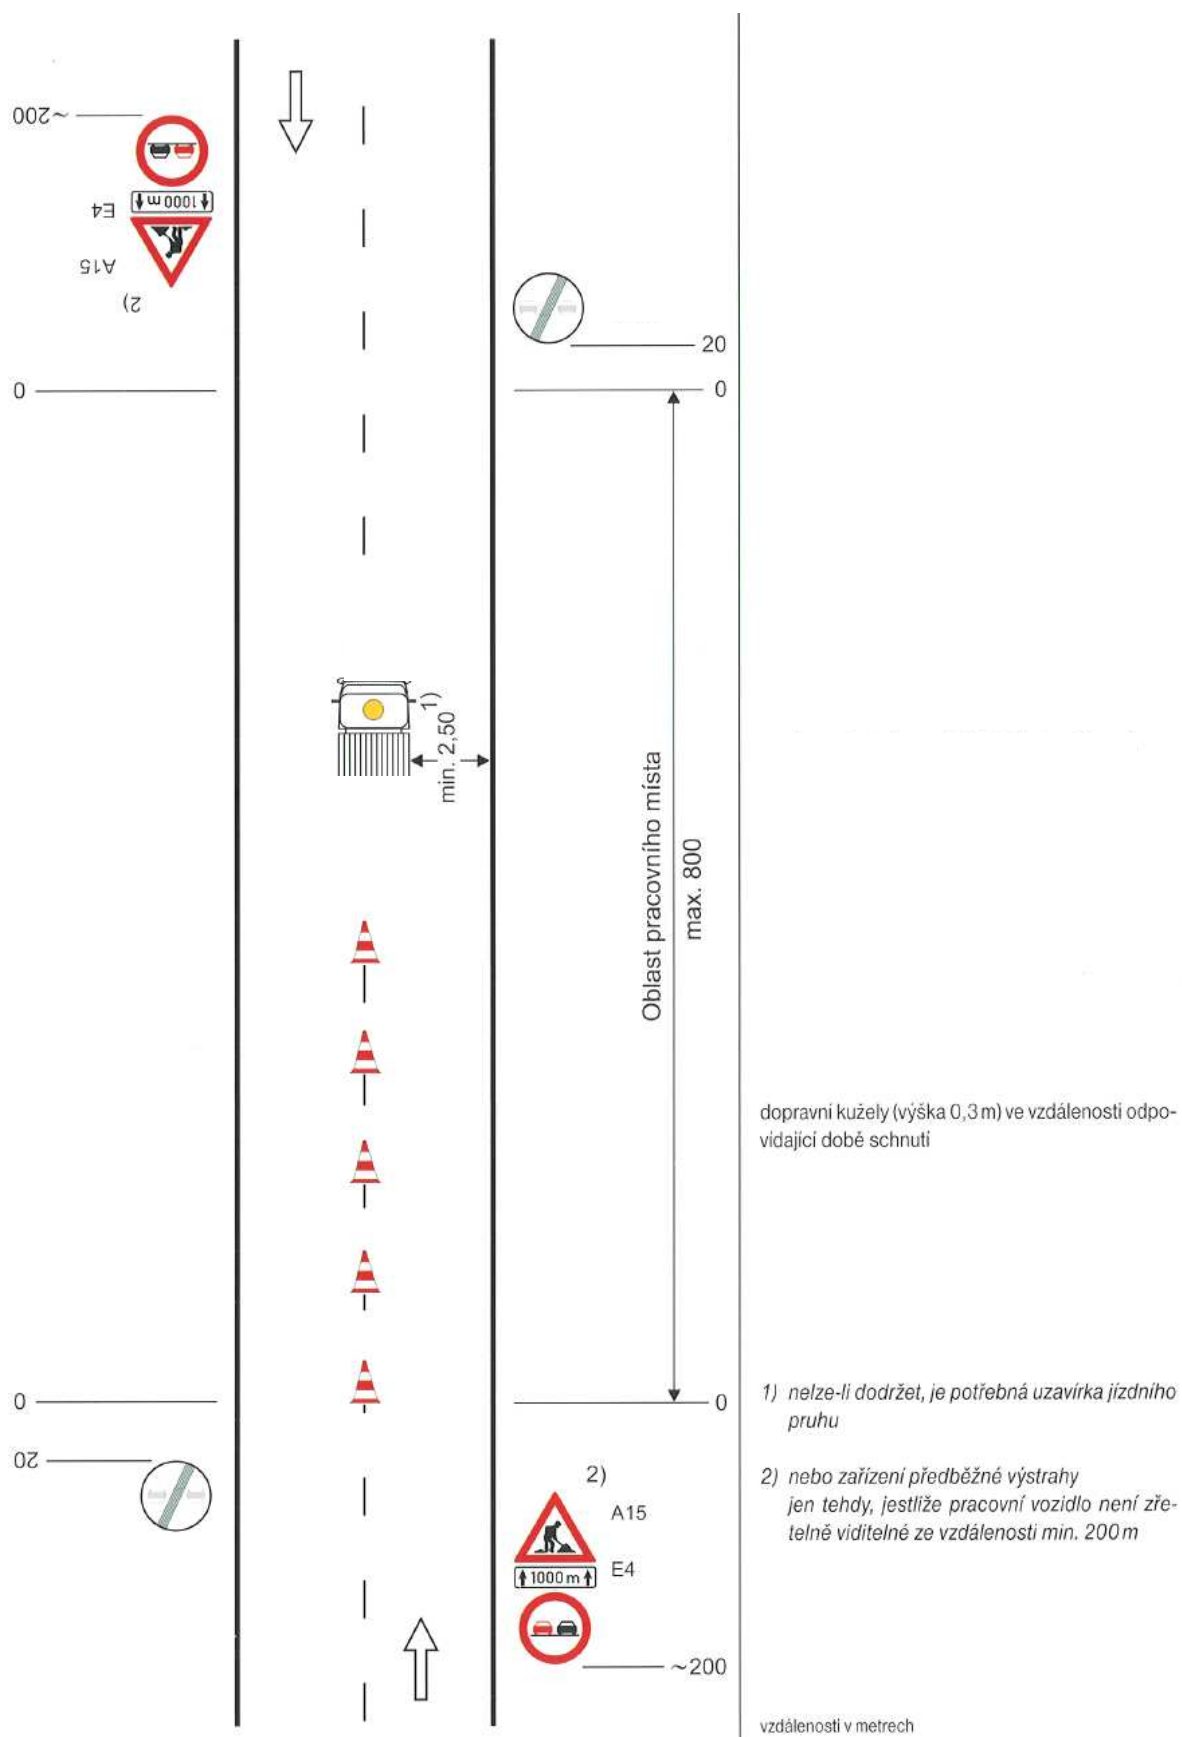 ~200
1000 m
E4
A15
2)
0
20
0
1)
min. 2,50
Oblast pracovního místa
max. 800
dopravní kužely (výška 0,3 m) ve vzdálenosti odpo-
vídající době schnutí
0
0
20
1) nelze-li dodržet, je potřebná uzavírka jízdního
pruhu
2) nebo zařízení předběžné výstrahy
jen tehdy, jestliže pracovní vozidlo není zře-
telně viditelné ze vzdálenosti min. 200 m
2)
A15
E4
1000 m
~200
vzdálenosti v metrech